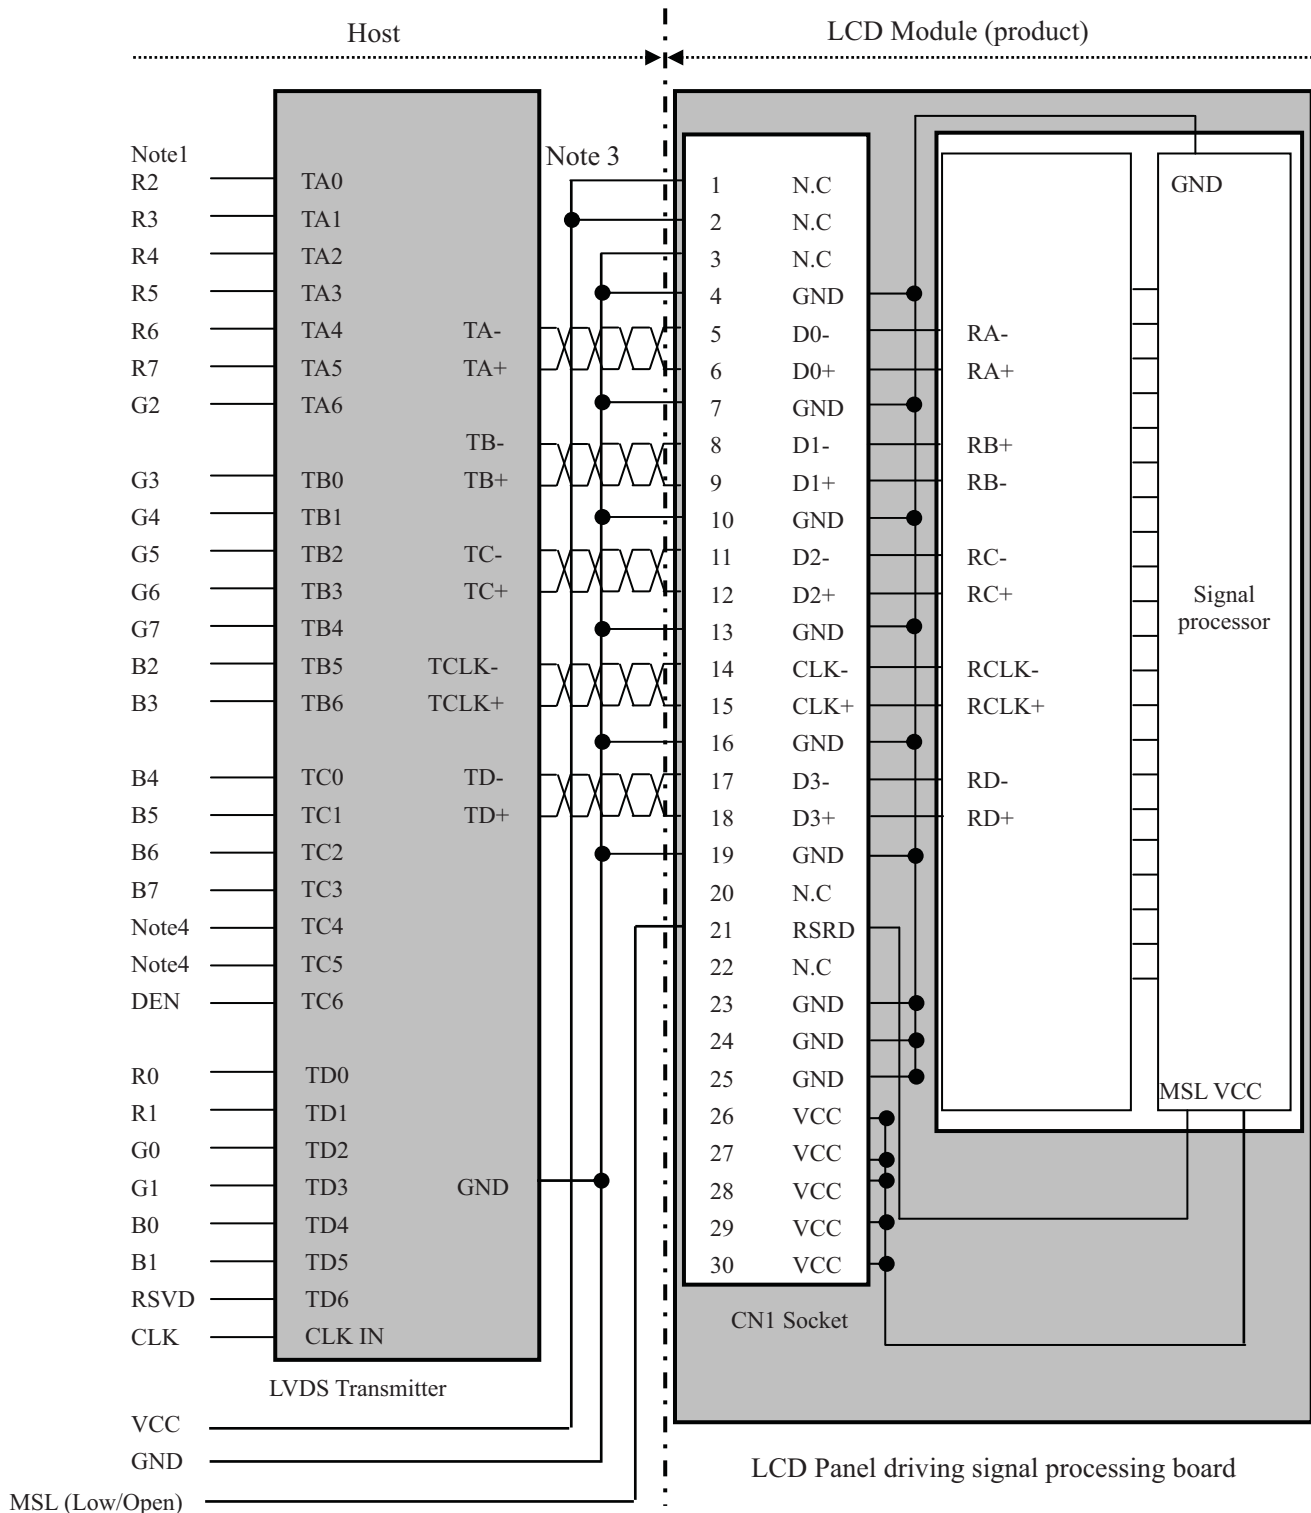 Host
LCD Module (product)
Note1
Note 3
R2 TA0
R3 TA1
R4 TA2
R5 TA3
R6 TA4 TA-
R7 TA5 TA+
G2 TA6
TB-
G3 TB0 TB+
G4 TB1
G5 TB2 TC-
G6 TB3 TC+
G7 TB4
B2 TB5 TCLK-
B3 TB6 TCLK+
B4 TC0 TD-
B5 TC1 TD+
B6 TC2
B7 TC3
Note4 TC4
Note4 TC5
DEN TC6
R0 TD0
R1 TD1
G0 TD2
G1 TD3 GND
B0 TD4
B1 TD5
RSVD TD6
CLK CLK IN
LVDS Transmitter
VCC
GND
MSL (Low/Open)
1 N.C
2 N.C
3 N.C
4 GND
5 D0-
6 D0+
7 GND
8 D1-
9 D1+
10 GND
11 D2-
12 D2+
13 GND
14 CLK-
15 CLK+
16 GND
17 D3-
18 D3+
19 GND
20 N.C
21 RSRD
22 N.C
23 GND
24 GND
25 GND
26 VCC
27 VCC
28 VCC
29 VCC
30 VCC
CN1 Socket
RA-
RA+
RB+
RB-
RC-
RC+
RCLK-
RCLK+
RD-
RD+
GND
Signal
processor
MSL VCC
LCD Panel driving signal processing board